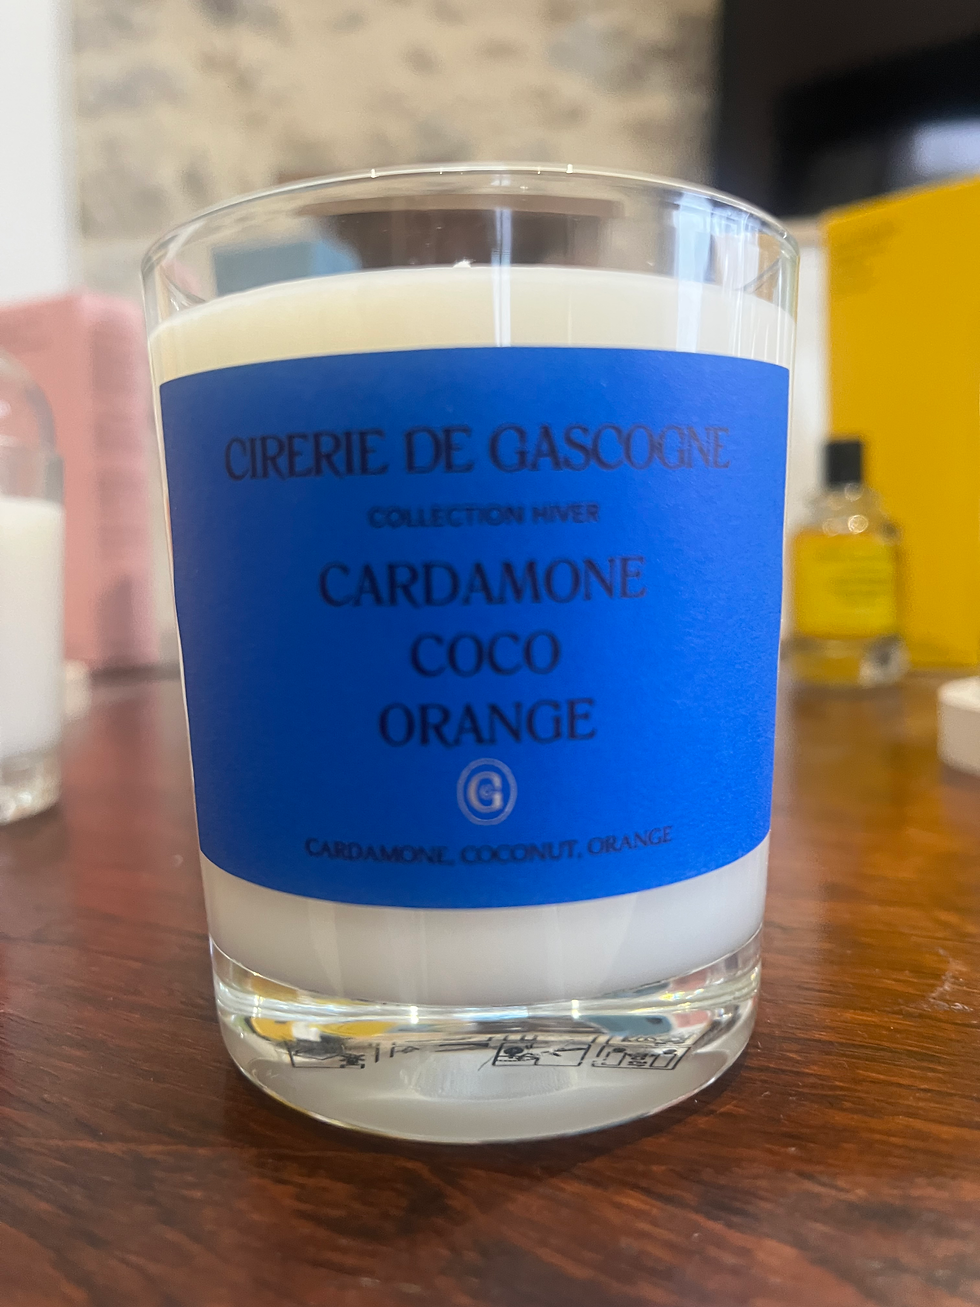 CIRERIE DE GASCOGNE
COLLECTION HIVER
CARDAMONE
COCO
ORANGE
G
CARDAMONE, COCONUT, ORANGE